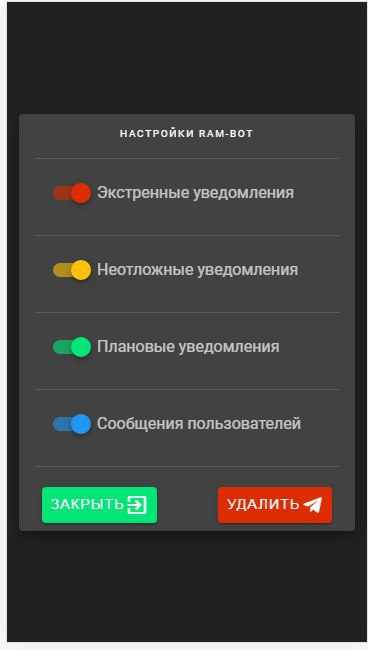 НАСТРОЙКИ RAM-BOT
Экстренные уведомления
Неотложные уведомления
Плановые уведомления
Сообщения пользователей
ЗАКРЫТЬ
УДАЛИТЬ